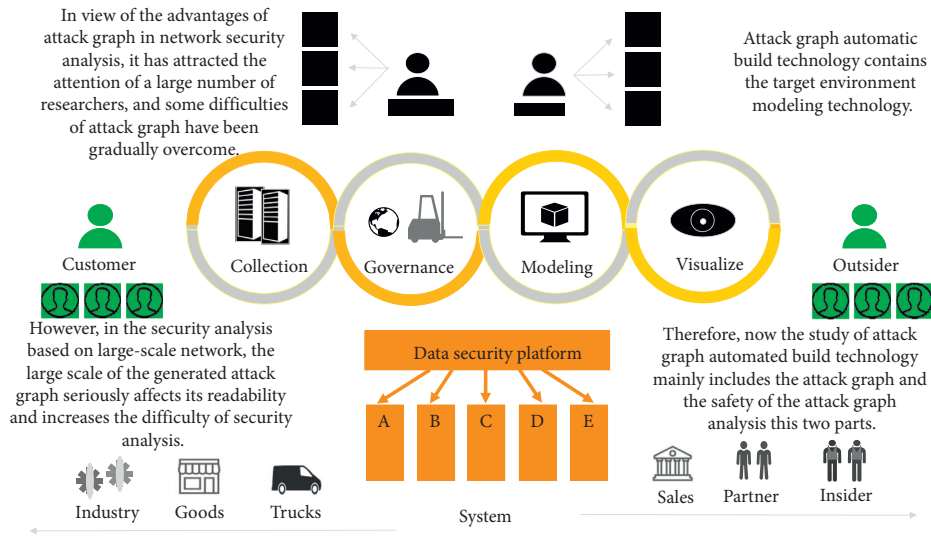 In view of the advantages of
attack graph in network security
analysis, it has attracted the
attention of a large number of
researchers, and some difficulties
of attack graph have been
gradually overcome.
Attack graph automatic
build technology contains
the target environment
modeling technology.
Collection
Governance
Modeling
Visualize
Customer
Outsider
However, in the security analysis
based on large-scale network, the
large scale of the generated attack
graph seriously affects its readability
and increases the difficulty of security
analysis.
Data security platform
A
B
C
D
E
Therefore, now the study of attack
graph automated build technology
mainly includes the attack graph and
the safety of the attack graph
analysis this two parts.
Industry
Goods
Trucks
System
Sales
Partner
Insider